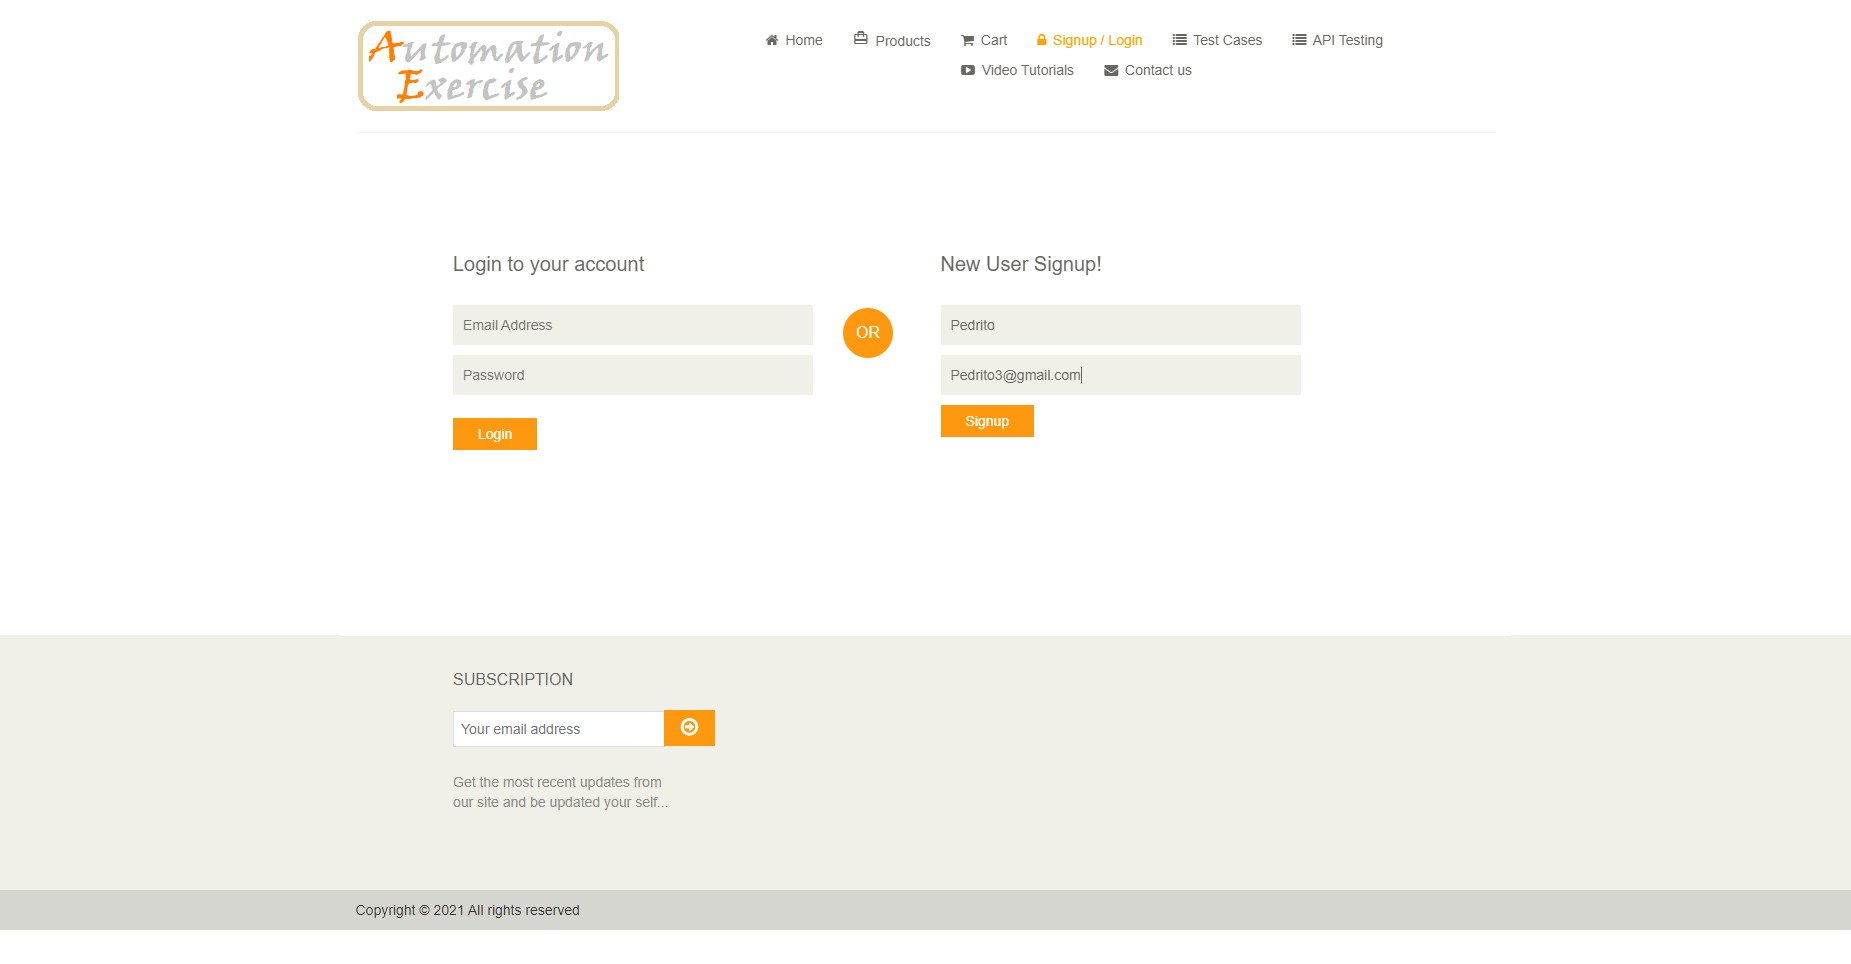 Automation
Exercise
Home
Products
Cart
Signup / Login
Test Cases
API Testing
Video Tutorials
Contact us
Login to your account
Email Address
Password
Login
OR
New User Signup!
Pedrito
Pedrito3@gmail.com
Signup
SUBSCRIPTION
Your email address
Get the most recent updates from
our site and be updated your self...
Copyright © 2021 All rights reserved